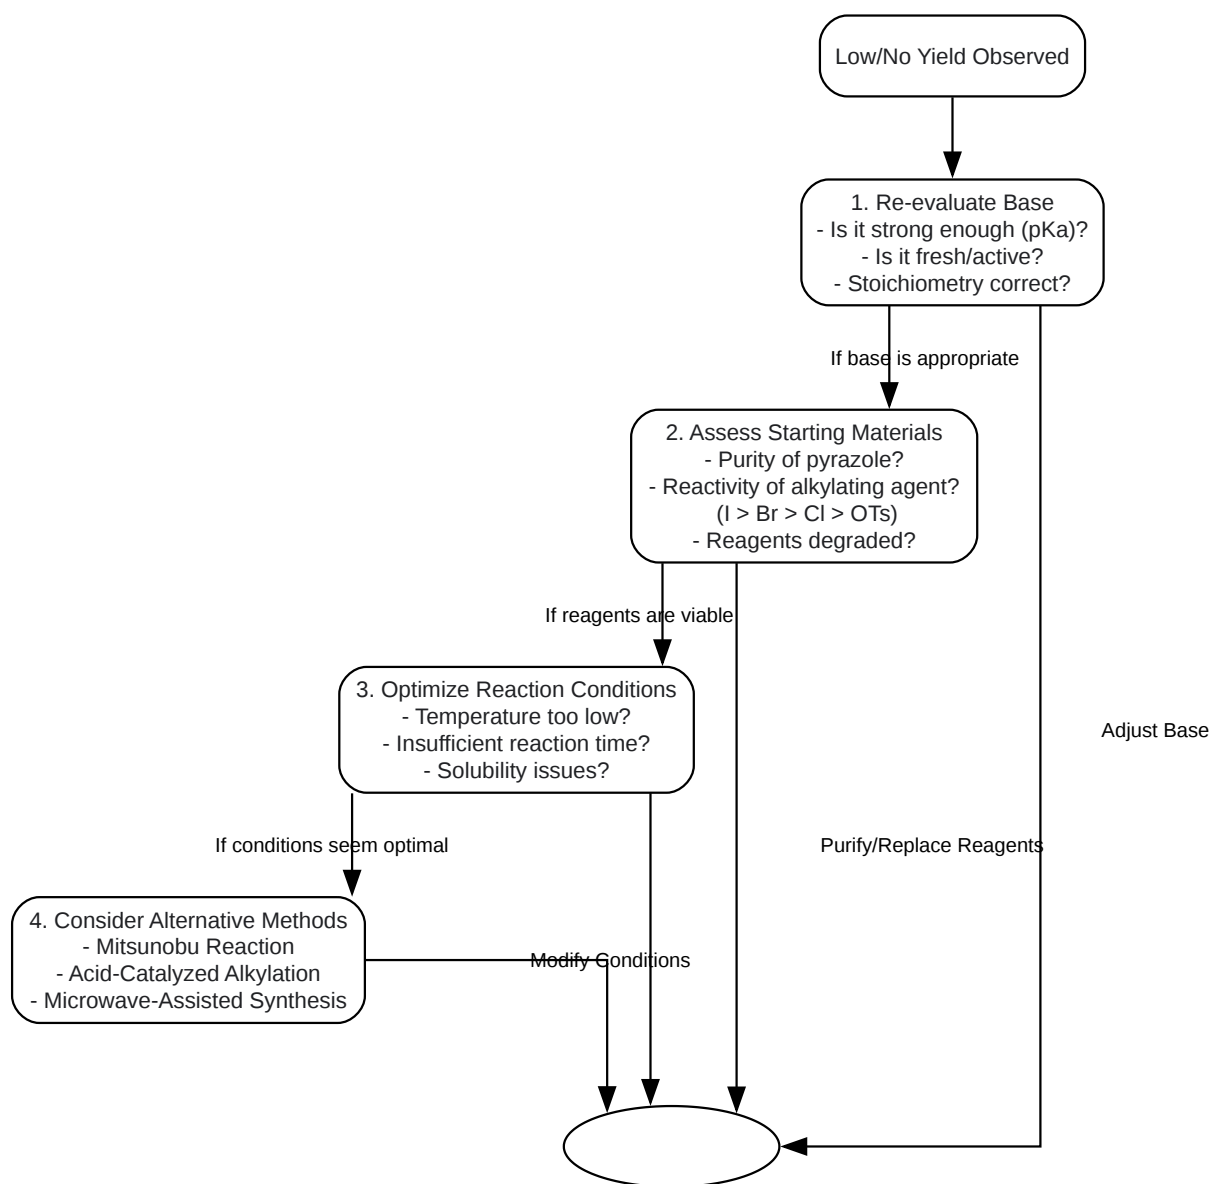 Low/No Yield Observed
1. Re-evaluate Base
- Is it strong enough (pKa)?
- Is it fresh/active?
- Stoichiometry correct?
If base is appropriate
2. Assess Starting Materials
- Purity of pyrazole?
- Reactivity of alkylating agent?
(I > Br > Cl > OTs)
- Reagents degraded?
If reagents are viable
3. Optimize Reaction Conditions
- Temperature too low?
- Insufficient reaction time?
- Solubility issues?
Adjust Base
If conditions seem optimal
Purify/Replace Reagents
4. Consider Alternative Methods
- Mitsunobu Reaction
- Acid-Catalyzed Alkylation
- Microwave-Assisted Synthesis
Modify Conditions